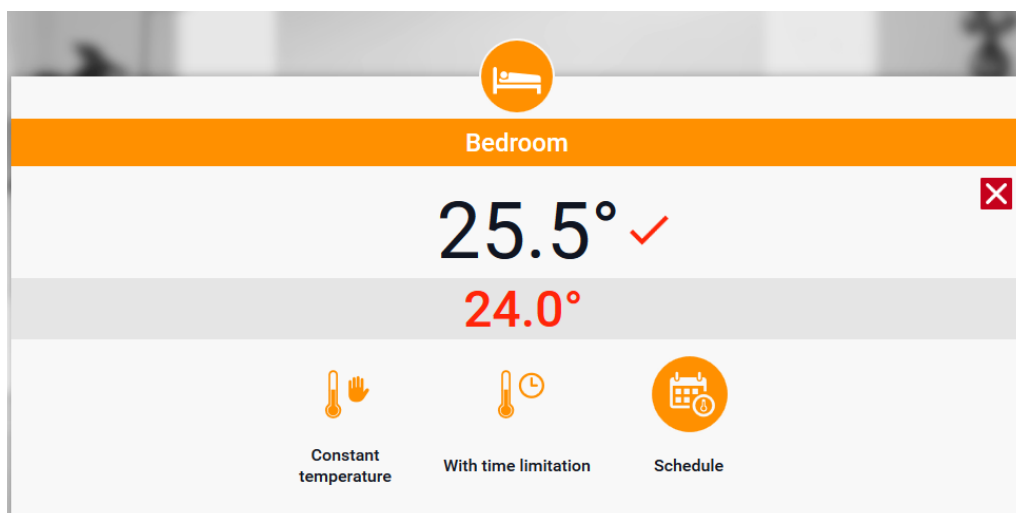 Bedroom
25.5°
24.0°
Constant
temperature
With time limitation
Schedule